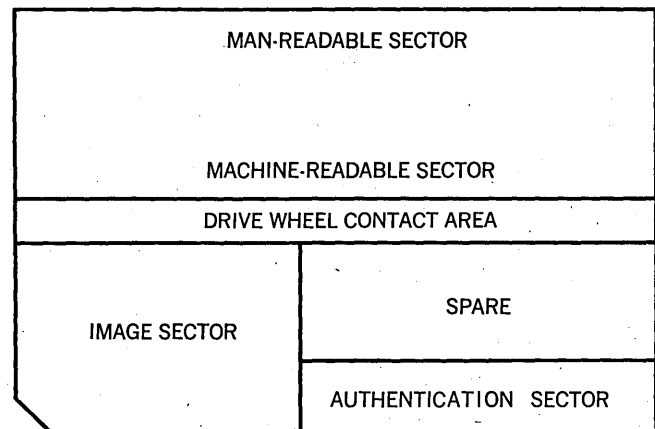 MAN-READABLE SECTOR
MACHINE-READABLE SECTOR
DRIVE WHEEL CONTACT AREA
IMAGE SECTOR
SPARE
AUTHENTICATION SECTOR